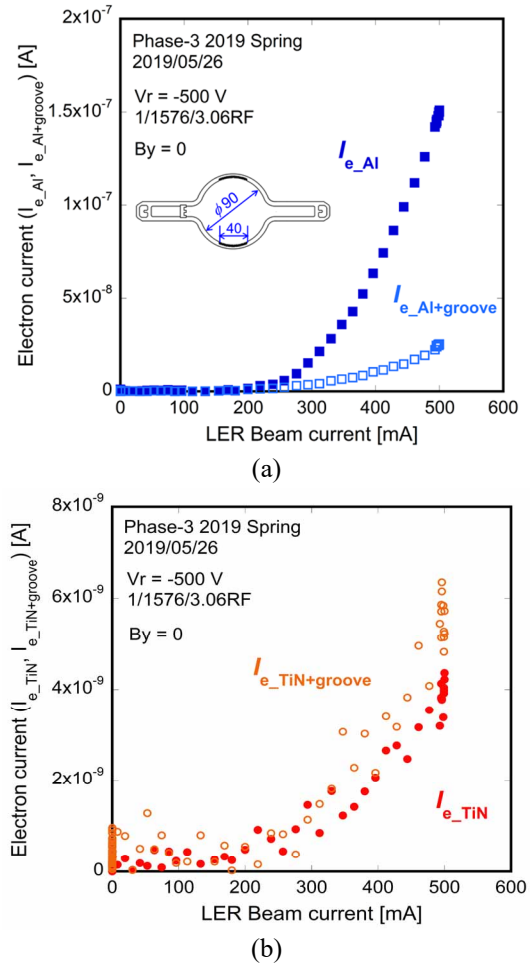 Electron current (I_e_Al, I_e_Al+groove) [A]
2x10^-7
1.5x10^-7
1x10^-7
5x10^-8
0
Phase-3 2019 Spring
2019/05/26
Vr = -500 V
1/1576/3.06RF
By = 0
ϕ90
40
I_e_Al
I_e_Al+groove
0 100 200 300 400 500 600
LER Beam current [mA]
(a)
Electron current (I_e_TiN, I_e_TiN+groove) [A]
8x10^-9
6x10^-9
4x10^-9
2x10^-9
0
Phase-3 2019 Spring
2019/05/26
Vr = -500 V
1/1576/3.06RF
By = 0
I_e_TiN+groove
I_e_TiN
0 100 200 300 400 500 600
LER Beam current [mA]
(b)